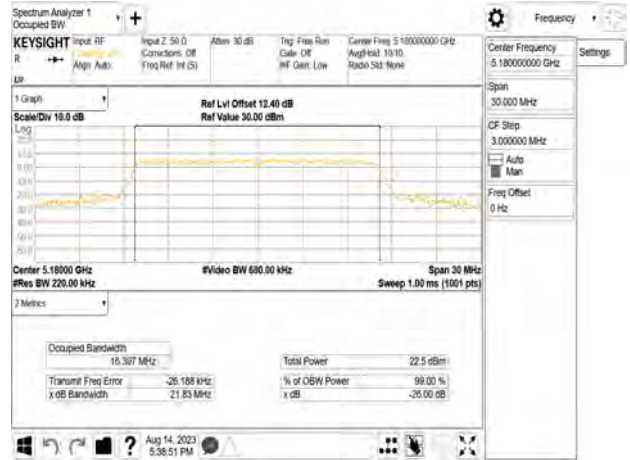 Spectrum Analyzer 1
Occupied BW
Frequency
KEYSIGHT Input: RF
R
Align: Auto
Input Z: 50 Ω
Corrections: Off
Freq Ref: Int (S)
Atten: 30 dB
Trig: Free Run
Gate: Off
#IF Gain: Low
Center Freq: 5.180000000 GHz
Avg|Hold: 10/10
Radio Std: None
Center Frequency
5.180000000 GHz
Settings
Span
30.000 MHz
CF Step
3.000000 MHz
Auto
Man
Freq Offset
0 Hz
1 Graph
Scale/Div 10.0 dB
Ref Lvl Offset 12.40 dB
Ref Value 30.00 dBm
Log
Center 5.18000 GHz
#Res BW 220.00 kHz
#Video BW 680.00 kHz
Span 30 MHz
Sweep 1.00 ms (1001 pts)
2 Metrics
Occupied Bandwidth
16.397 MHz
Total Power 22.5 dBm
Transmit Freq Error -26.188 kHz
% of OBW Power 99.00 %
x dB Bandwidth 21.83 MHz
x dB -26.00 dB
Aug 14, 2023
5:38:51 PM